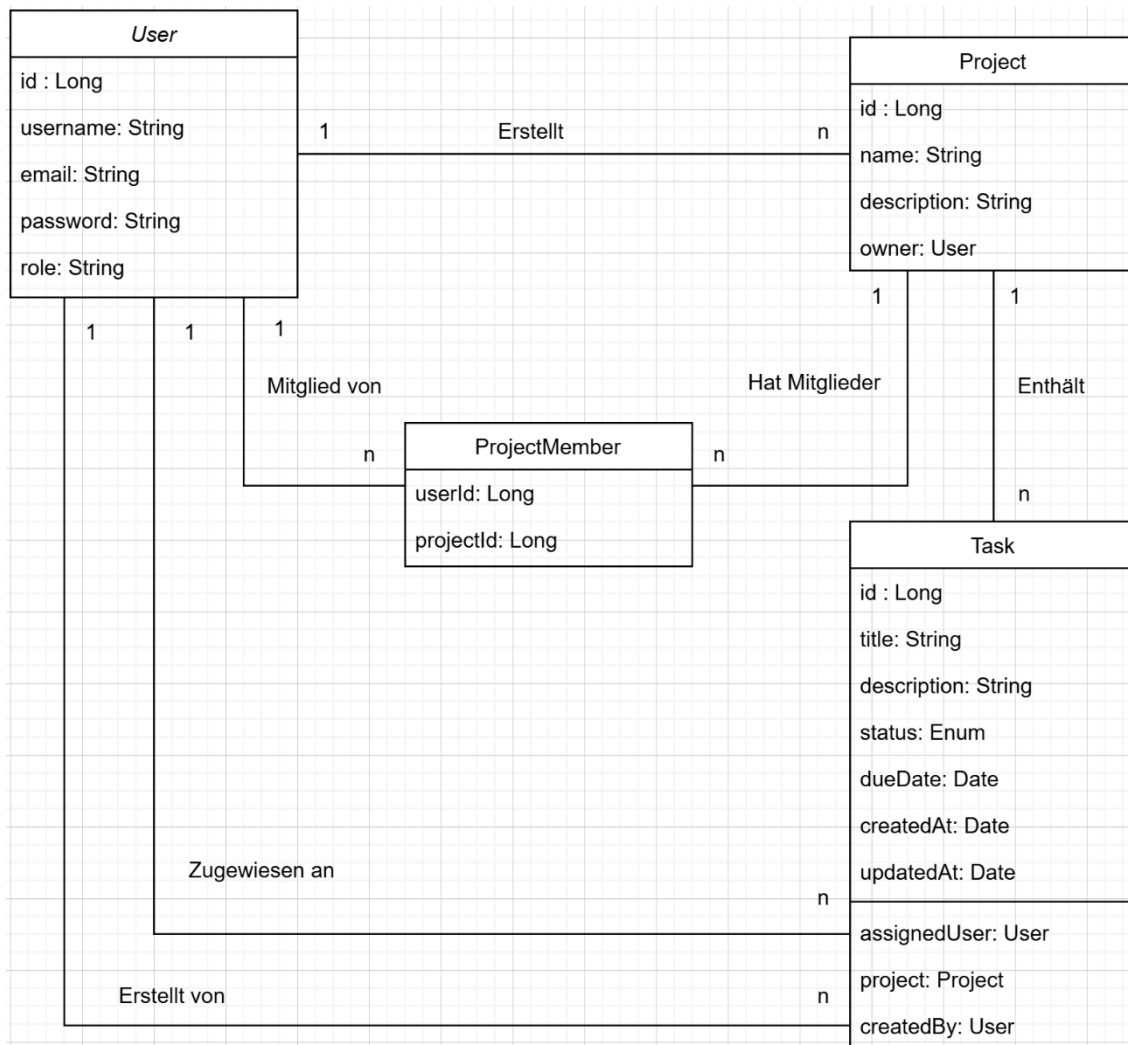 User
id : Long
username: String
email: String
password: String
role: String
1
Erstellt
n
Project
id : Long
name: String
description: String
owner: User
1
1
1
1
1
Mitglied von
Hat Mitglieder
Enthält
n
n
n
ProjectMember
userId: Long
projectId: Long
Task
id : Long
title: String
description: String
status: Enum
dueDate: Date
createdAt: Date
updatedAt: Date
Zugewiesen an
n
assignedUser: User
project: Project
createdBy: User
Erstellt von
n